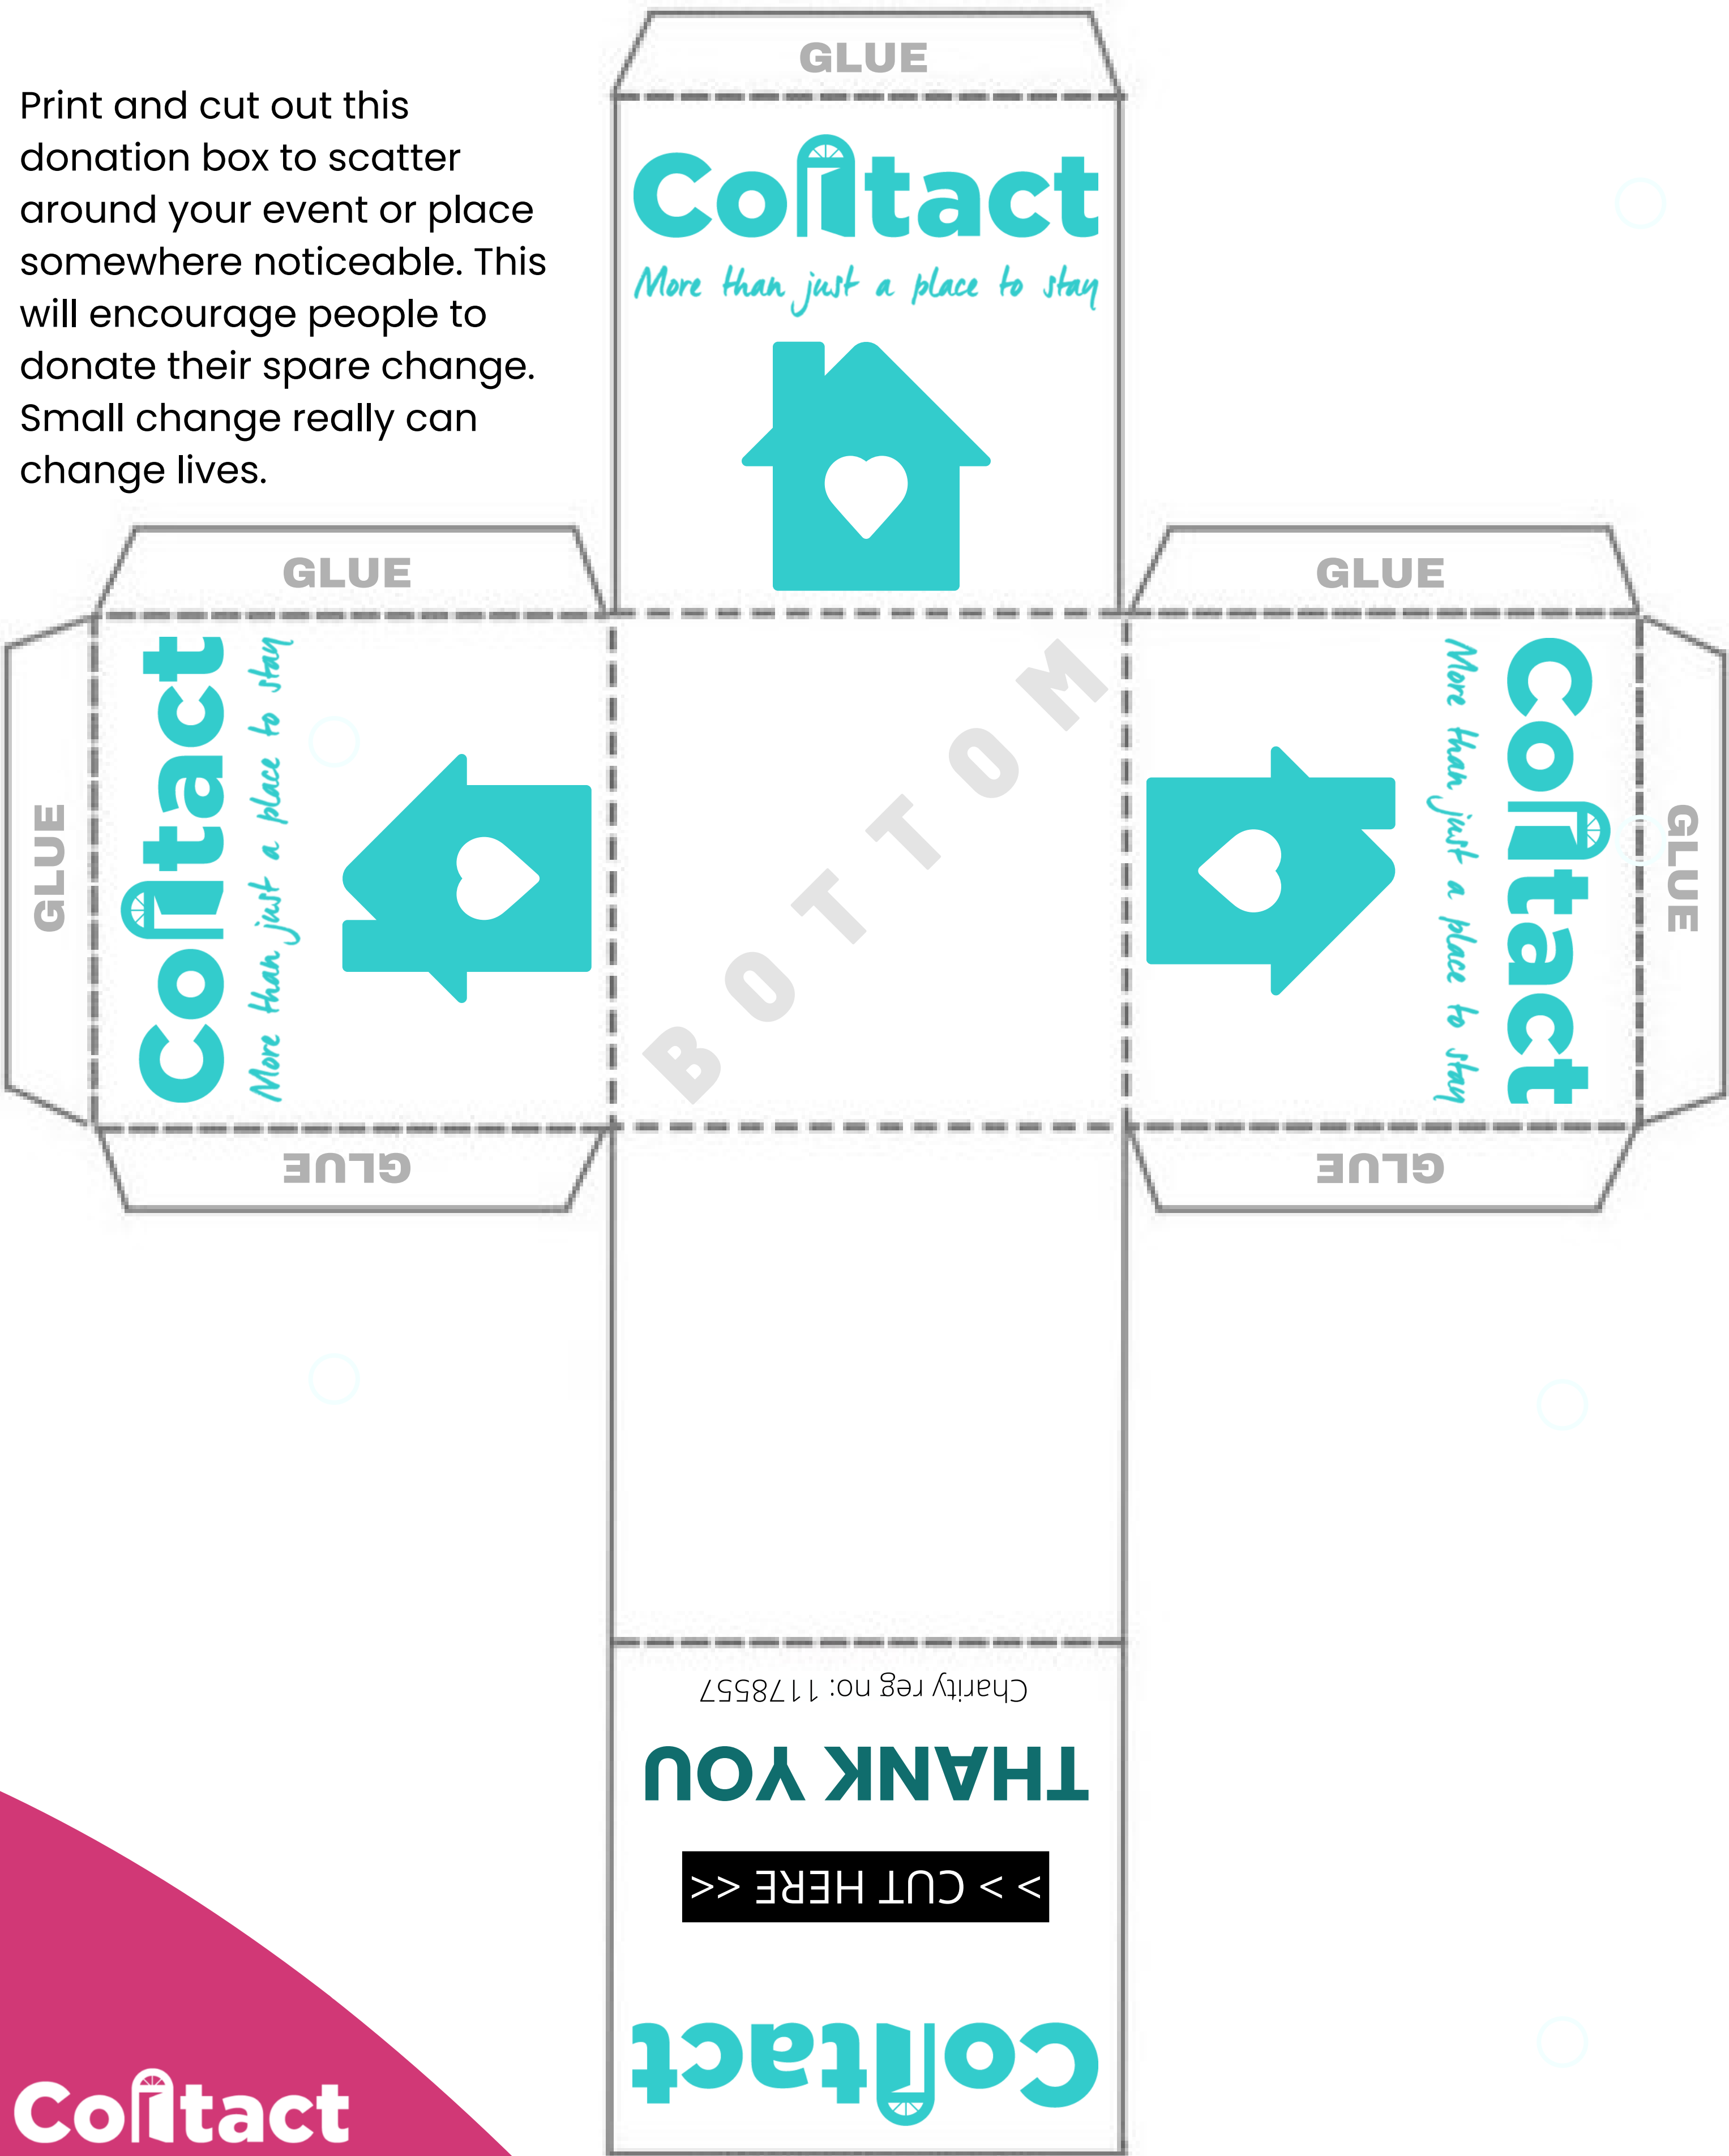 GLUE
Print and cut out this
donation box to scatter
around your event or place
somewhere noticeable. This
will encourage people to
donate their spare change.
Small change really can
change lives.
Contact
More than just a place to stay
GLUE
GLUE
GLUE
Contact
More than just a place to stay
BOTTOM
More than just a place to stay
Contact
GLUE
GLUE
GLUE
Charity reg no: 1178557
THANK YOU
> > CUT HERE <<
Contact
Contact